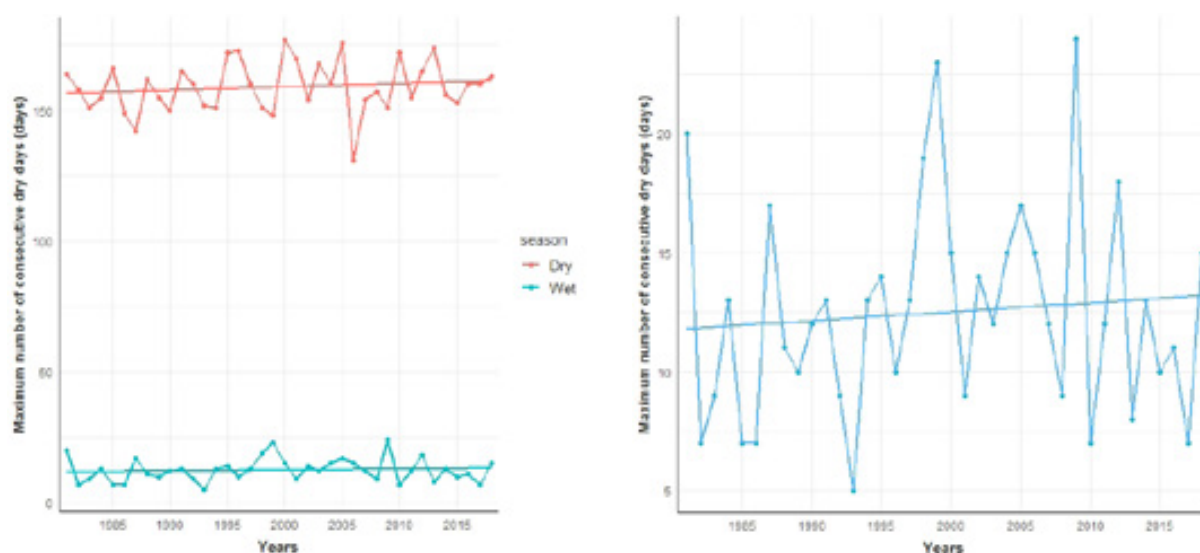 Maximum number of consecutive dry days (days)
150
100
50
0
1985 1990 1995 2000 2005 2010 2015
Years
season
Dry
Wet
Maximum number of consecutive dry days (days)
20
15
10
5
1985 1990 1995 2000 2005 2010 2015
Years